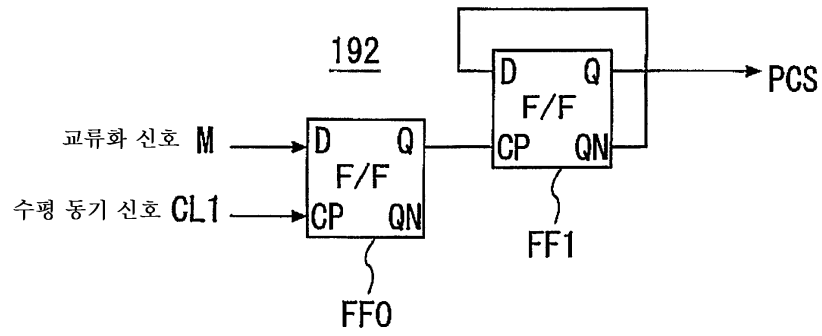 192
D Q
F/F
CP QN
PCS
FF1
교류화 신호 M
수평 동기 신호 CL1
D Q
F/F
CP QN
FF0